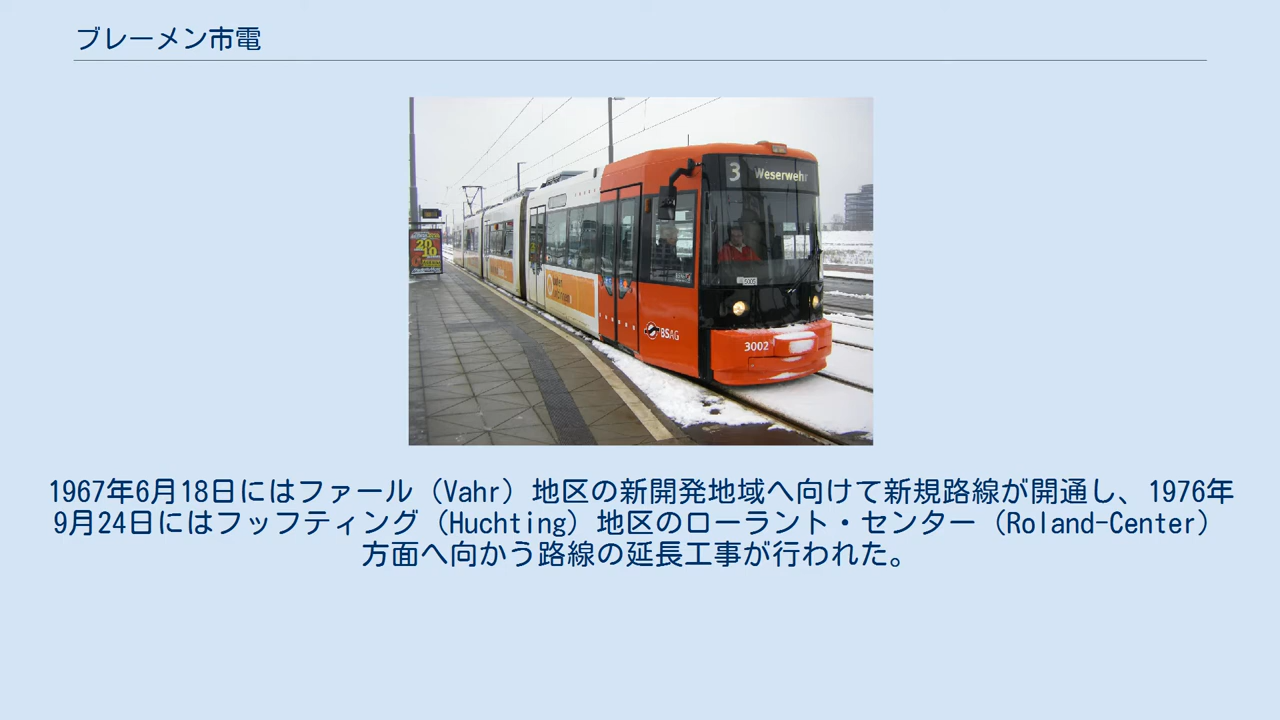 ブレーメン市電
3 Weserwehr
2010
BSAG
3002
1967年6月18日にはファール（Vahr）地区の新開発地域へ向けて新規路線が開通し、1976年
9月24日にはフッフティング（Huchting）地区のローラント・センター（Roland-Center）
方面へ向かう路線の延長工事が行われた。